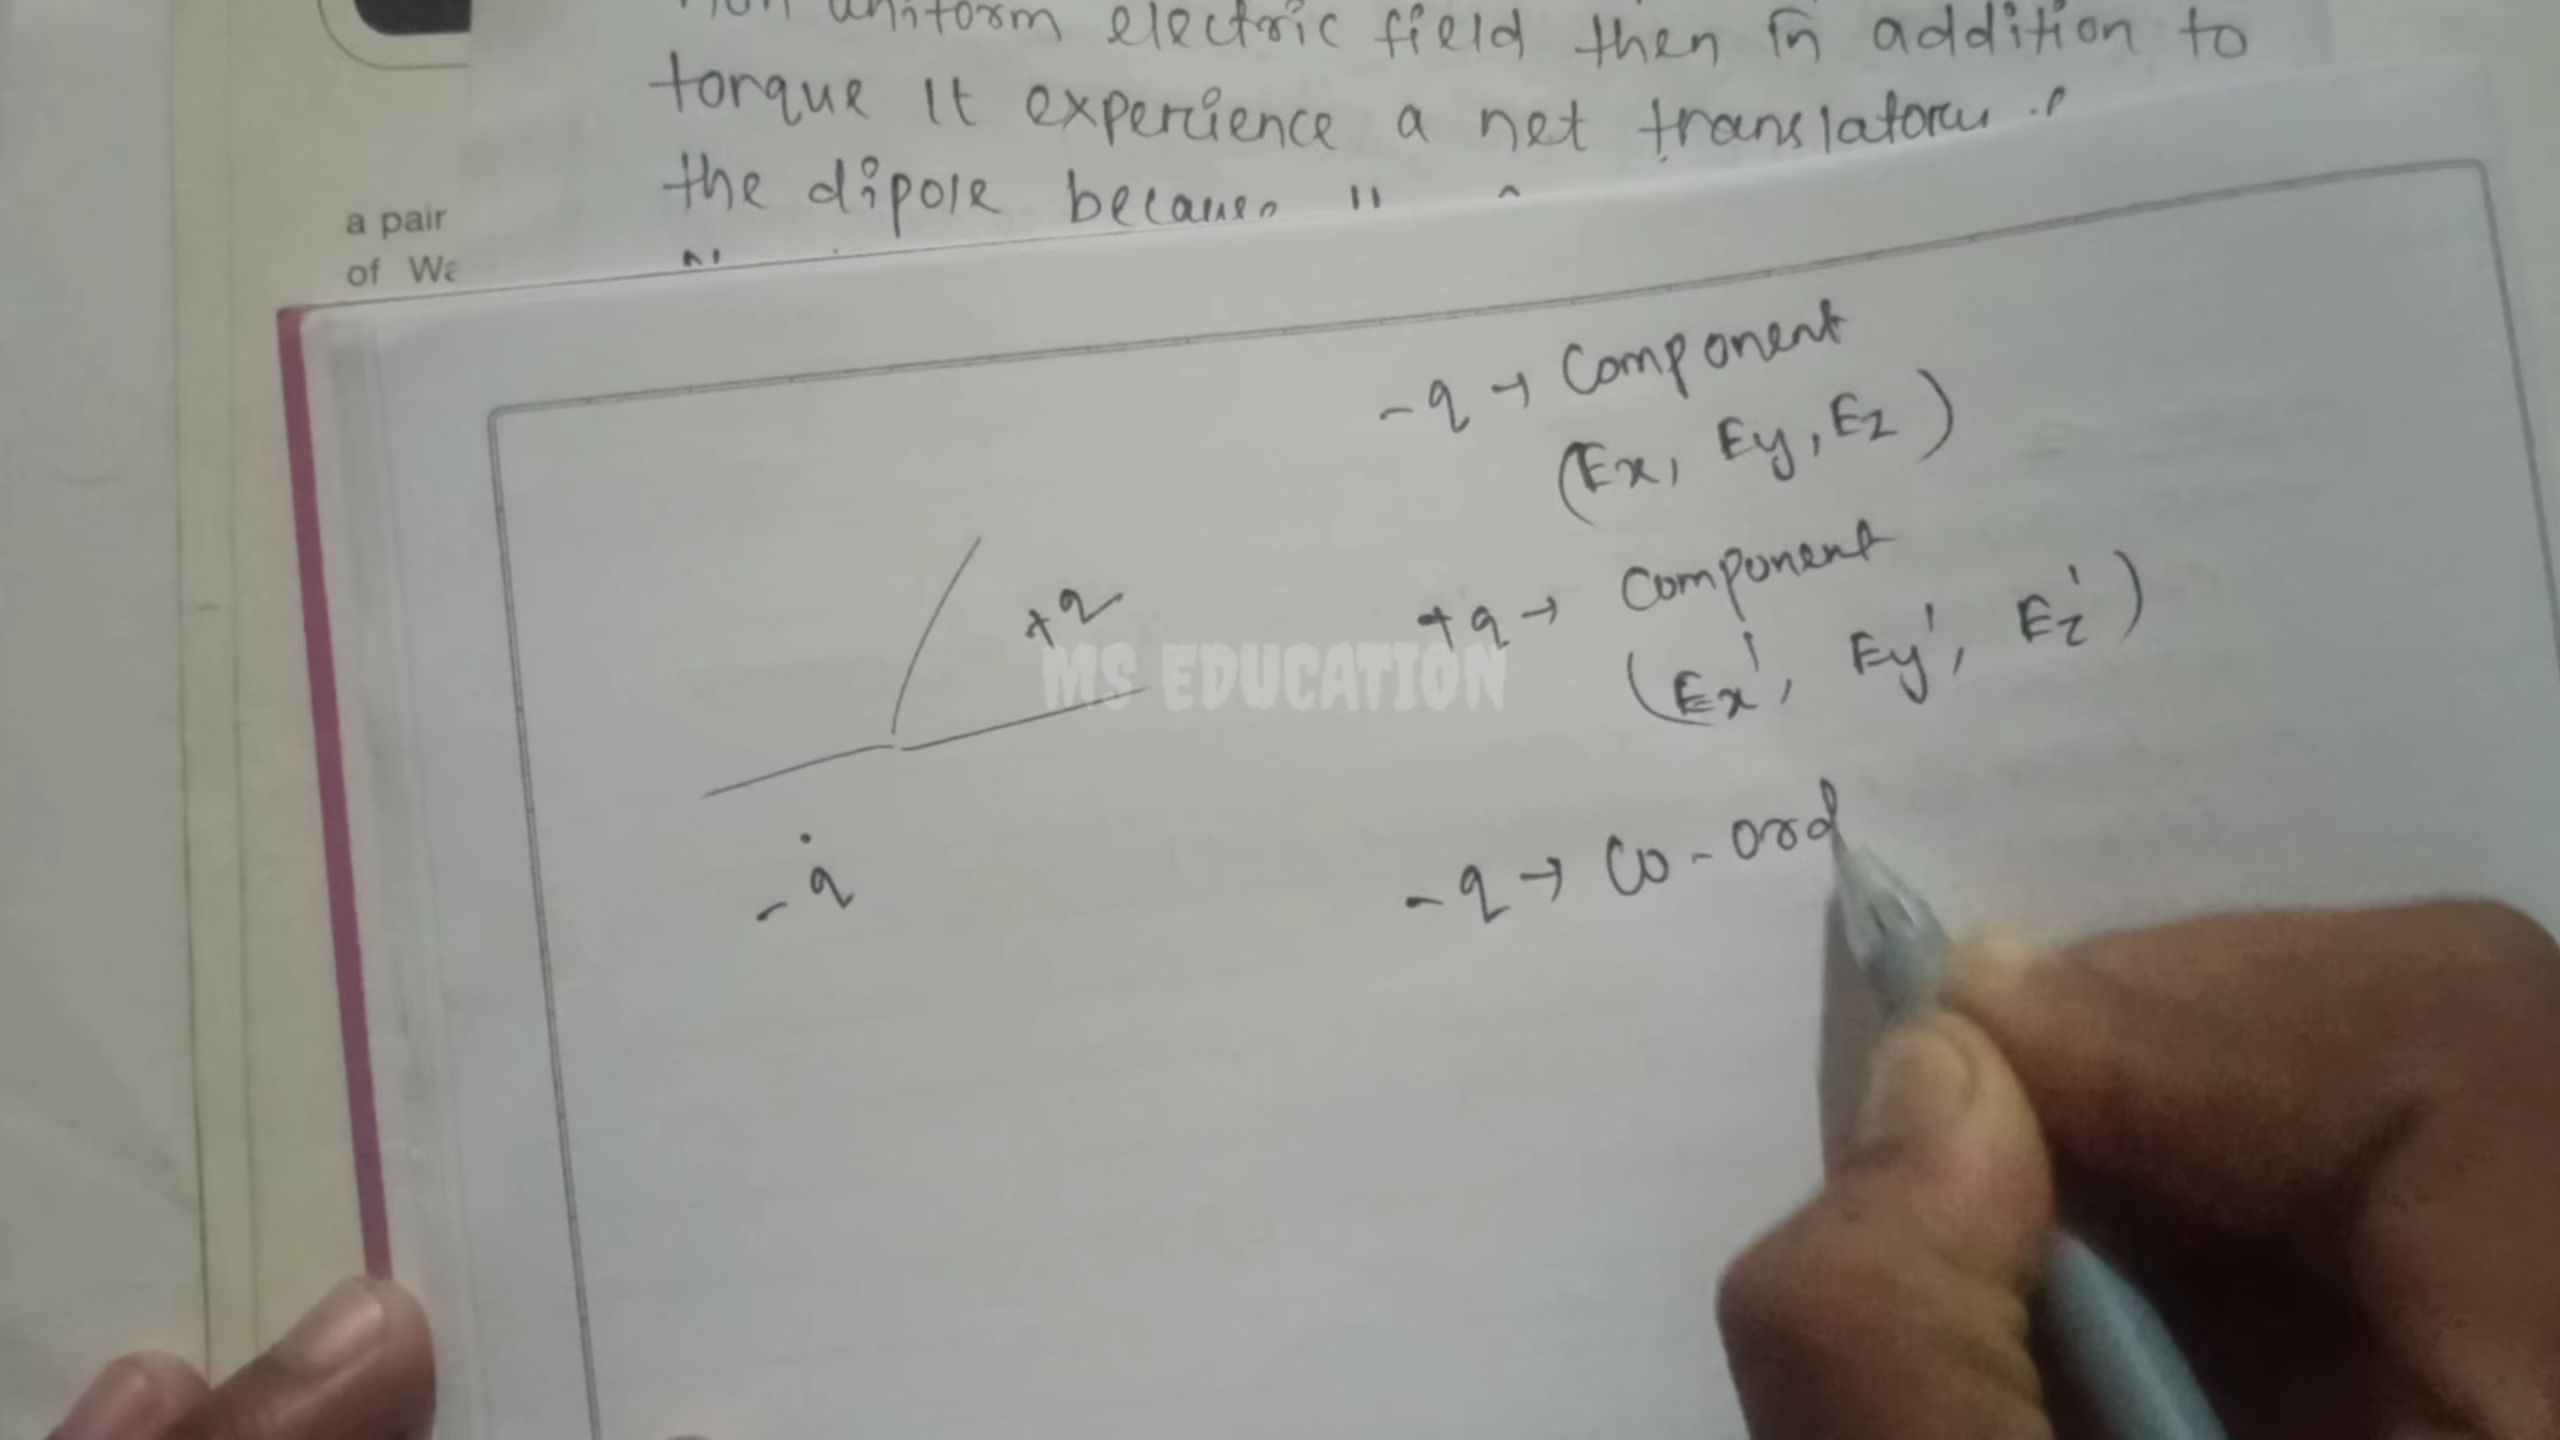 uniform electric field then in addition to
torque It experience a net translatory
the dipole because
a pair
of We
-q → Component
(Ex, Ey, Ez)
+q
+q → Component
(Ex', Ey', Ez')
MS EDUCATION
-q → Co-ord
-q